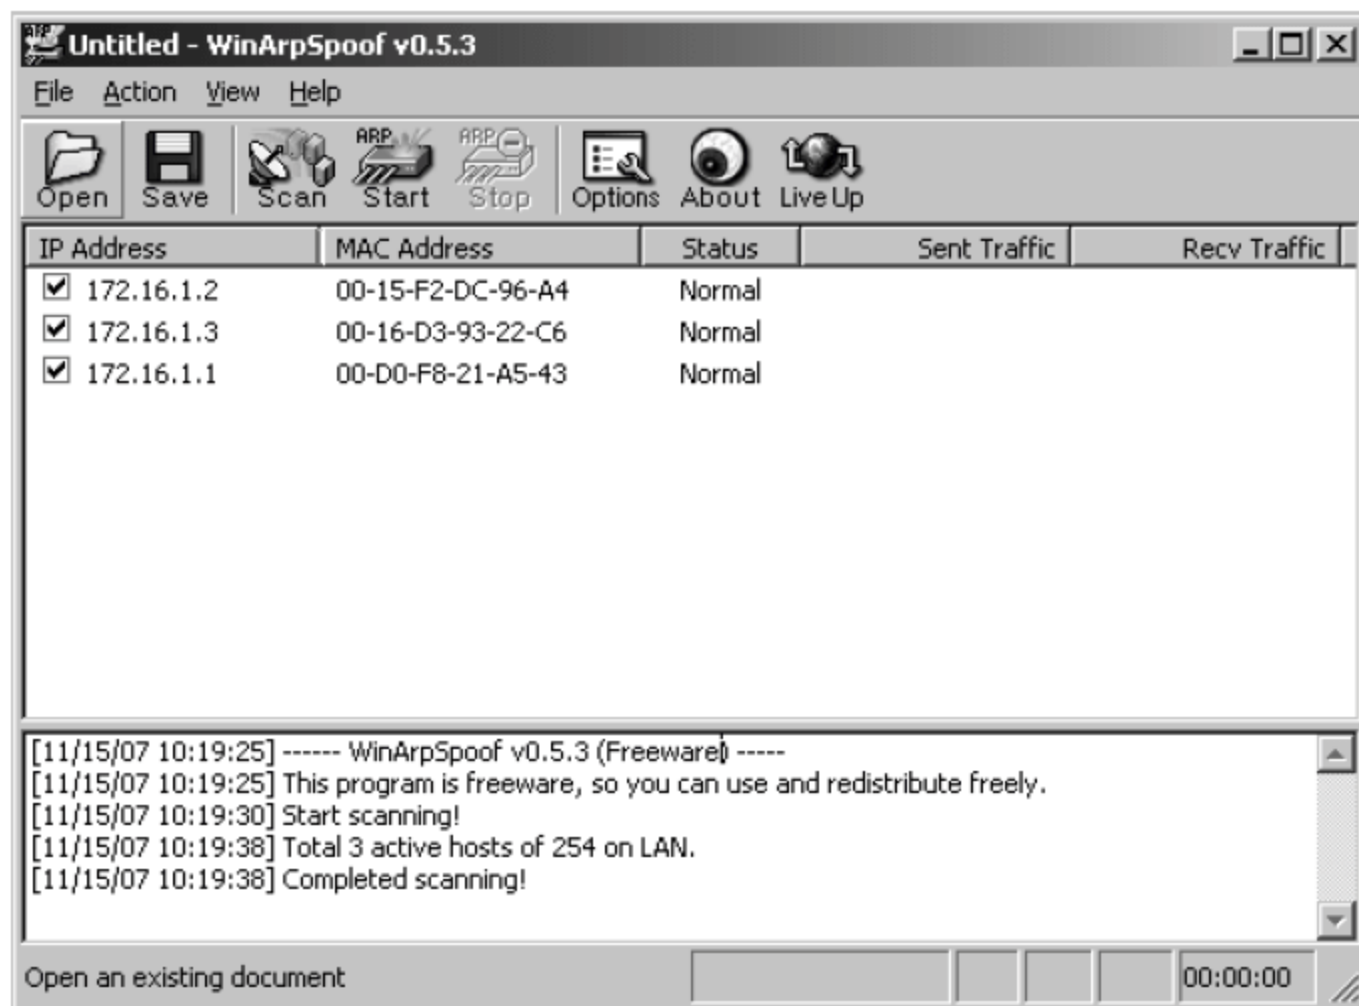 Untitled - WinArpSpoof v0.5.3
File Action View Help
ARP ARP
Open Save Scan Start Stop Options About Live Up
IP Address MAC Address Status Sent Traffic Recv Traffic
172.16.1.2 00-15-F2-DC-96-A4 Normal
172.16.1.3 00-16-D3-93-22-C6 Normal
172.16.1.1 00-D0-F8-21-A5-43 Normal
[11/15/07 10:19:25] ------ WinArpSpoof v0.5.3 (Freeware) -----
[11/15/07 10:19:25] This program is freeware, so you can use and redistribute freely.
[11/15/07 10:19:30] Start scanning!
[11/15/07 10:19:38] Total 3 active hosts of 254 on LAN.
[11/15/07 10:19:38] Completed scanning!
Open an existing document 00:00:00